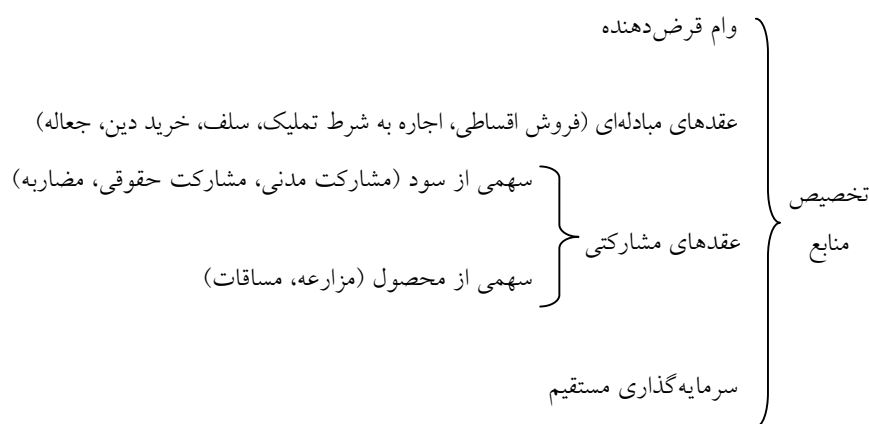 تخصیص
منابع
وام قرض‌دهنده
عقدهای مبادله‌ای (فروش اقساطی، اجاره به شرط تملیک، سلف، خرید دین، جعاله)
عقدهای مشارکتی
سهمی از سود (مشارکت مدنی، مشارکت حقوقی، مضاربه)
سهمی از محصول (مزارعه، مساقات)
سرمایه‌گذاری مستقیم